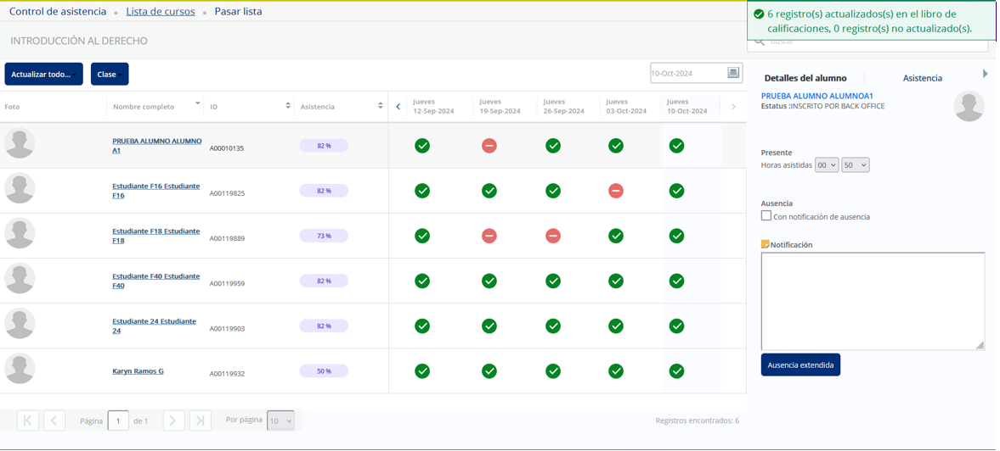 Control de asistencia • Lista de cursos • Pasar lista
6 registro(s) actualizados(s) en el libro de
calificaciones, 0 registro(s) no actualizado(s).
INTRODUCCIÓN AL DERECHO
Buscar
Actualizar todo... Clase
10-Oct-2024
Detalles del alumno Asistencia
Foto Nombre completo ID Asistencia
Jueves Jueves Jueves Jueves Jueves
12-Sep-2024 19-Sep-2024 26-Sep-2024 03-Oct-2024 10-Oct-2024
PRUEBA ALUMNO ALUMNO
A1
A00010135 82 %
Estudiante F16 Estudiante
F16
A00119825 82 %
Estudiante F18 Estudiante
F18
A00119889 73 %
Estudiante F40 Estudiante
F40
A00119959 82 %
Estudiante 24 Estudiante
24
A00119903 82 %
Karyn Ramos G A00119932 50 %
PRUEBA ALUMNO ALUMNOA1
Estatus :INSCRITO POR BACK OFFICE
Presente
Horas asistidas 00 50
Ausencia
Con notificación de ausencia
Notificación
Ausencia extendida
Página 1 de 1 Por página 10 Registros encontrados: 6